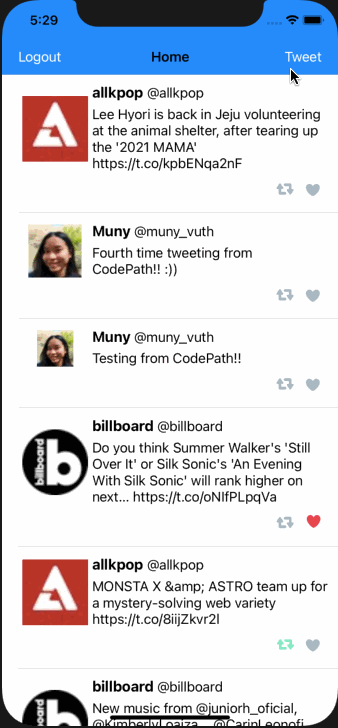 5:29
Logout Home Tweet
allkpop @allkpop
Lee Hyori is back in Jeju volunteering
at the animal shelter, after tearing up
the '2021 MAMA'
https://t.co/kpbENqa2nF
Muny @muny_vuth
Fourth time tweeting from
CodePath!! :))
Muny @muny_vuth
Testing from CodePath!!
billboard @billboard
billboard
Do you think Summer Walker's 'Still
Over It' or Silk Sonic's 'An Evening
With Silk Sonic' will rank higher on
next... https://t.co/oNIfPLpqVa
allkpop @allkpop
MONSTA X &amp; ASTRO team up for
a mystery-solving web variety
https://t.co/8iijZkvr2I
billboard @billboard
New music from @juniorh_oficial,